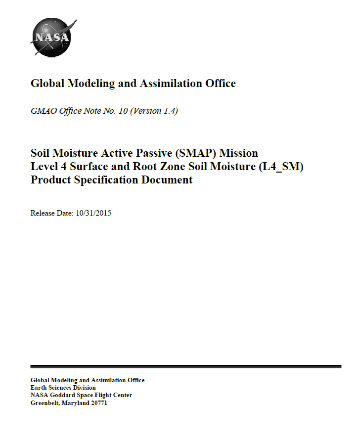 NASA
Global Modeling and Assimilation Office
GMAO Office Note No. 10 (Version 1.4)
Soil Moisture Active Passive (SMAP) Mission
Level 4 Surface and Root Zone Soil Moisture (L4_SM)
Product Specification Document
Release Date: 10/31/2015
Global Modeling and Assimilation Office
Earth Sciences Division
NASA Goddard Space Flight Center
Greenbelt, Maryland 20771